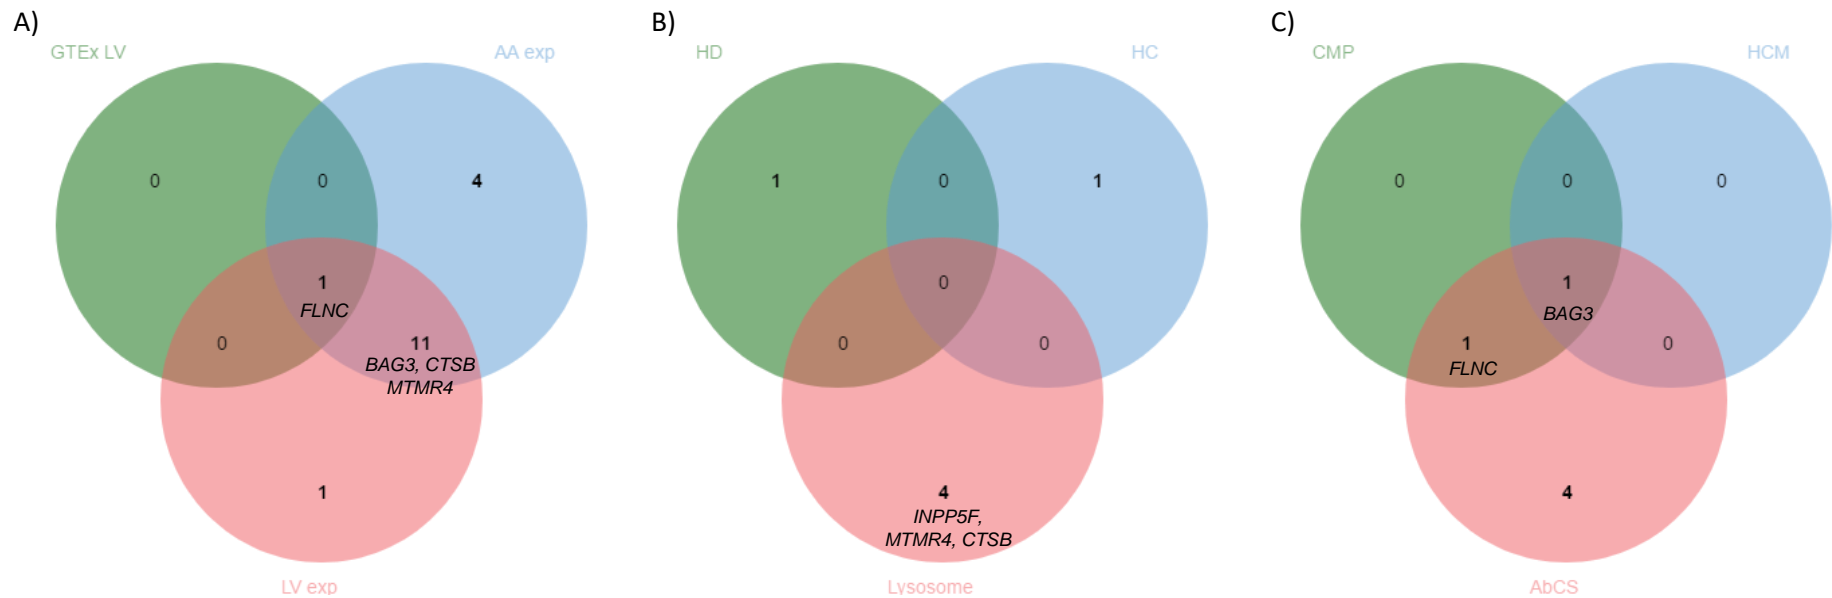 A)
GTEx LV
AA exp
0
0
4
1
FLNC
0
11
BAG3, CTSB
MTMR4
1
LV exp
B)
HD
HC
1
0
1
0
0
0
4
INPP5F,
MTMR4, CTSB
Lysosome
C)
CMP
HCM
0
0
0
1
BAG3
1
FLNC
0
4
AbCS